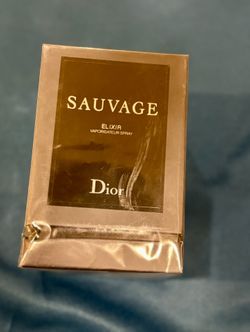 SAUVAGE
ELIXIR
VAPORISATEUR SPRAY
Dior